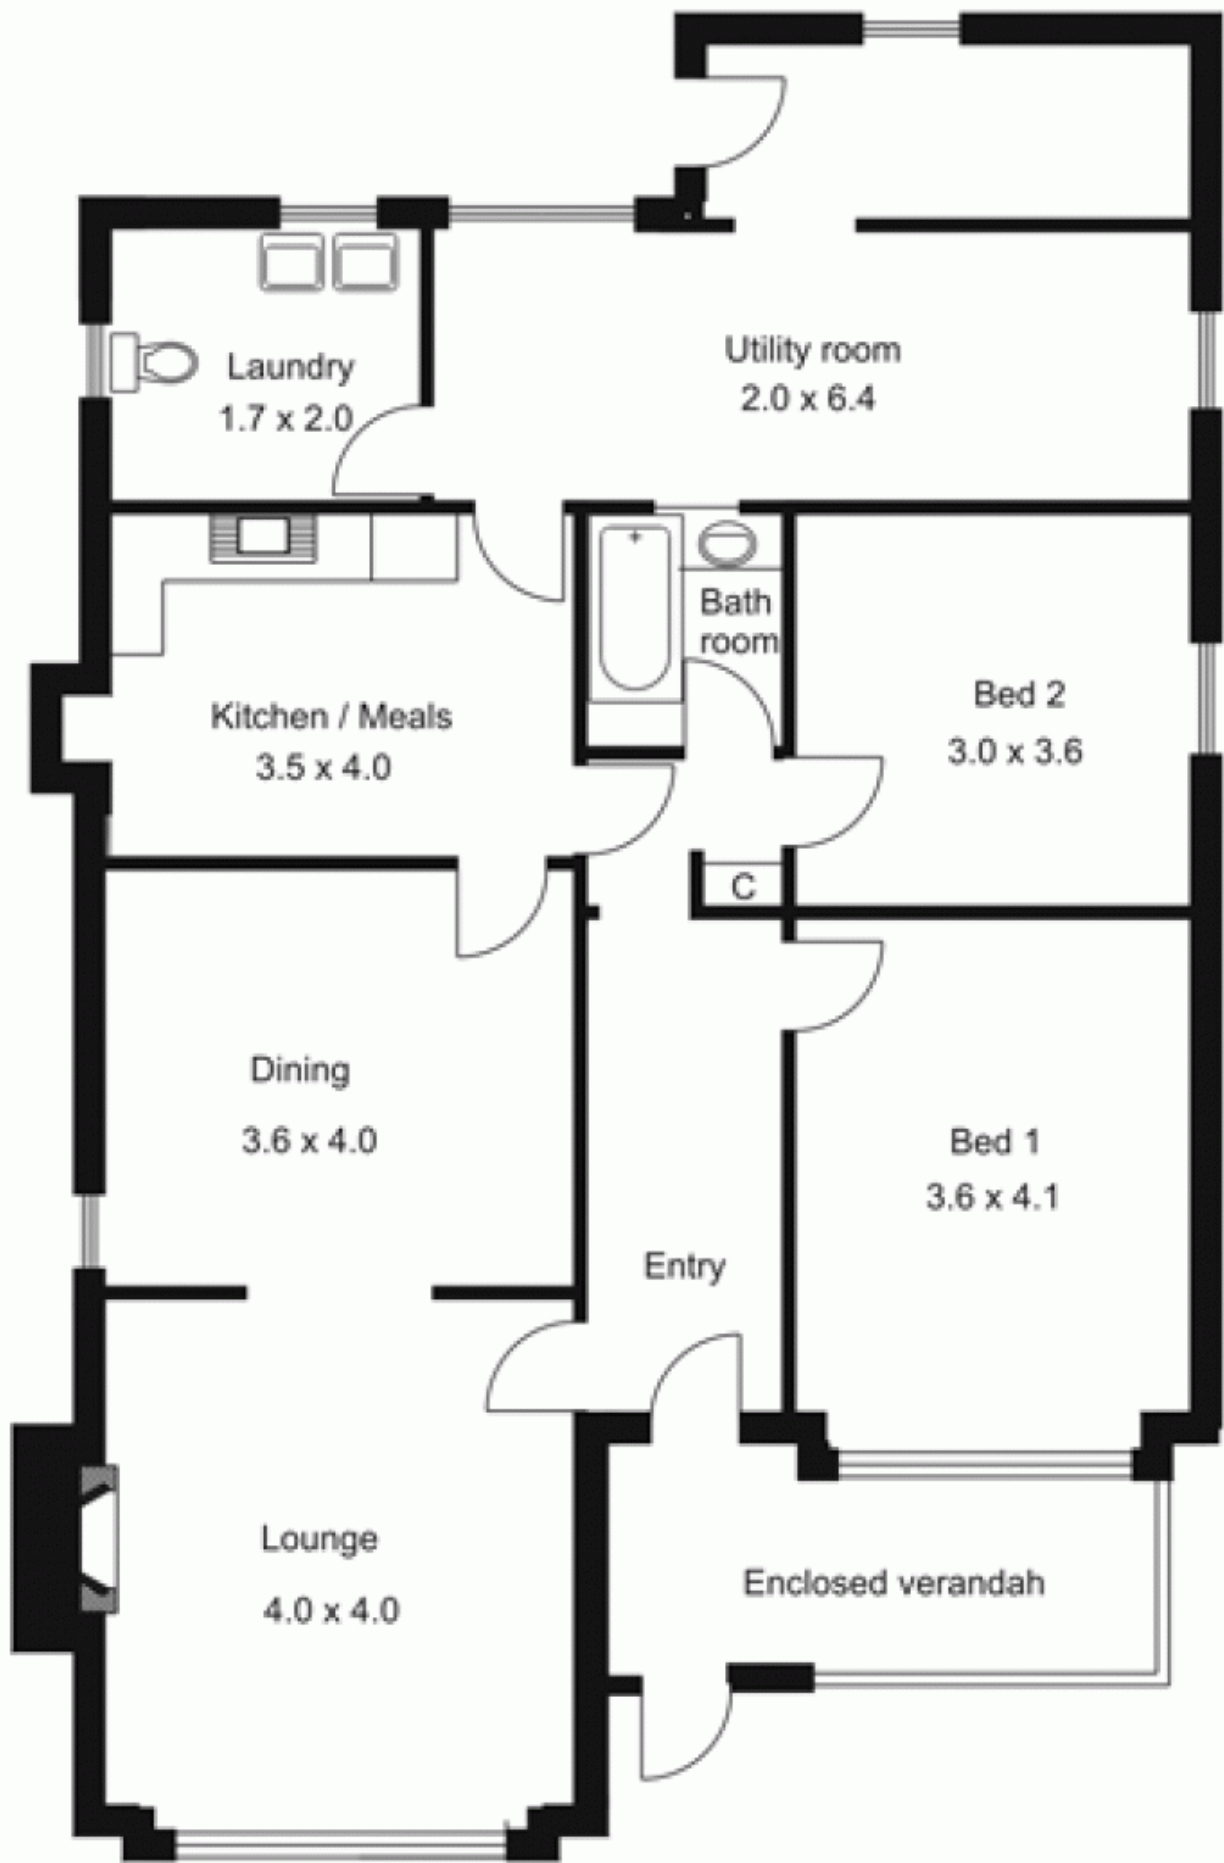 Utility room
2.0 x 6.4
Laundry
1.7 x 2.0
Bath
room
Bed 2
3.0 x 3.6
Kitchen / Meals
3.5 x 4.0
C
Dining
3.6 x 4.0
Bed 1
3.6 x 4.1
Entry
Lounge
4.0 x 4.0
Enclosed verandah